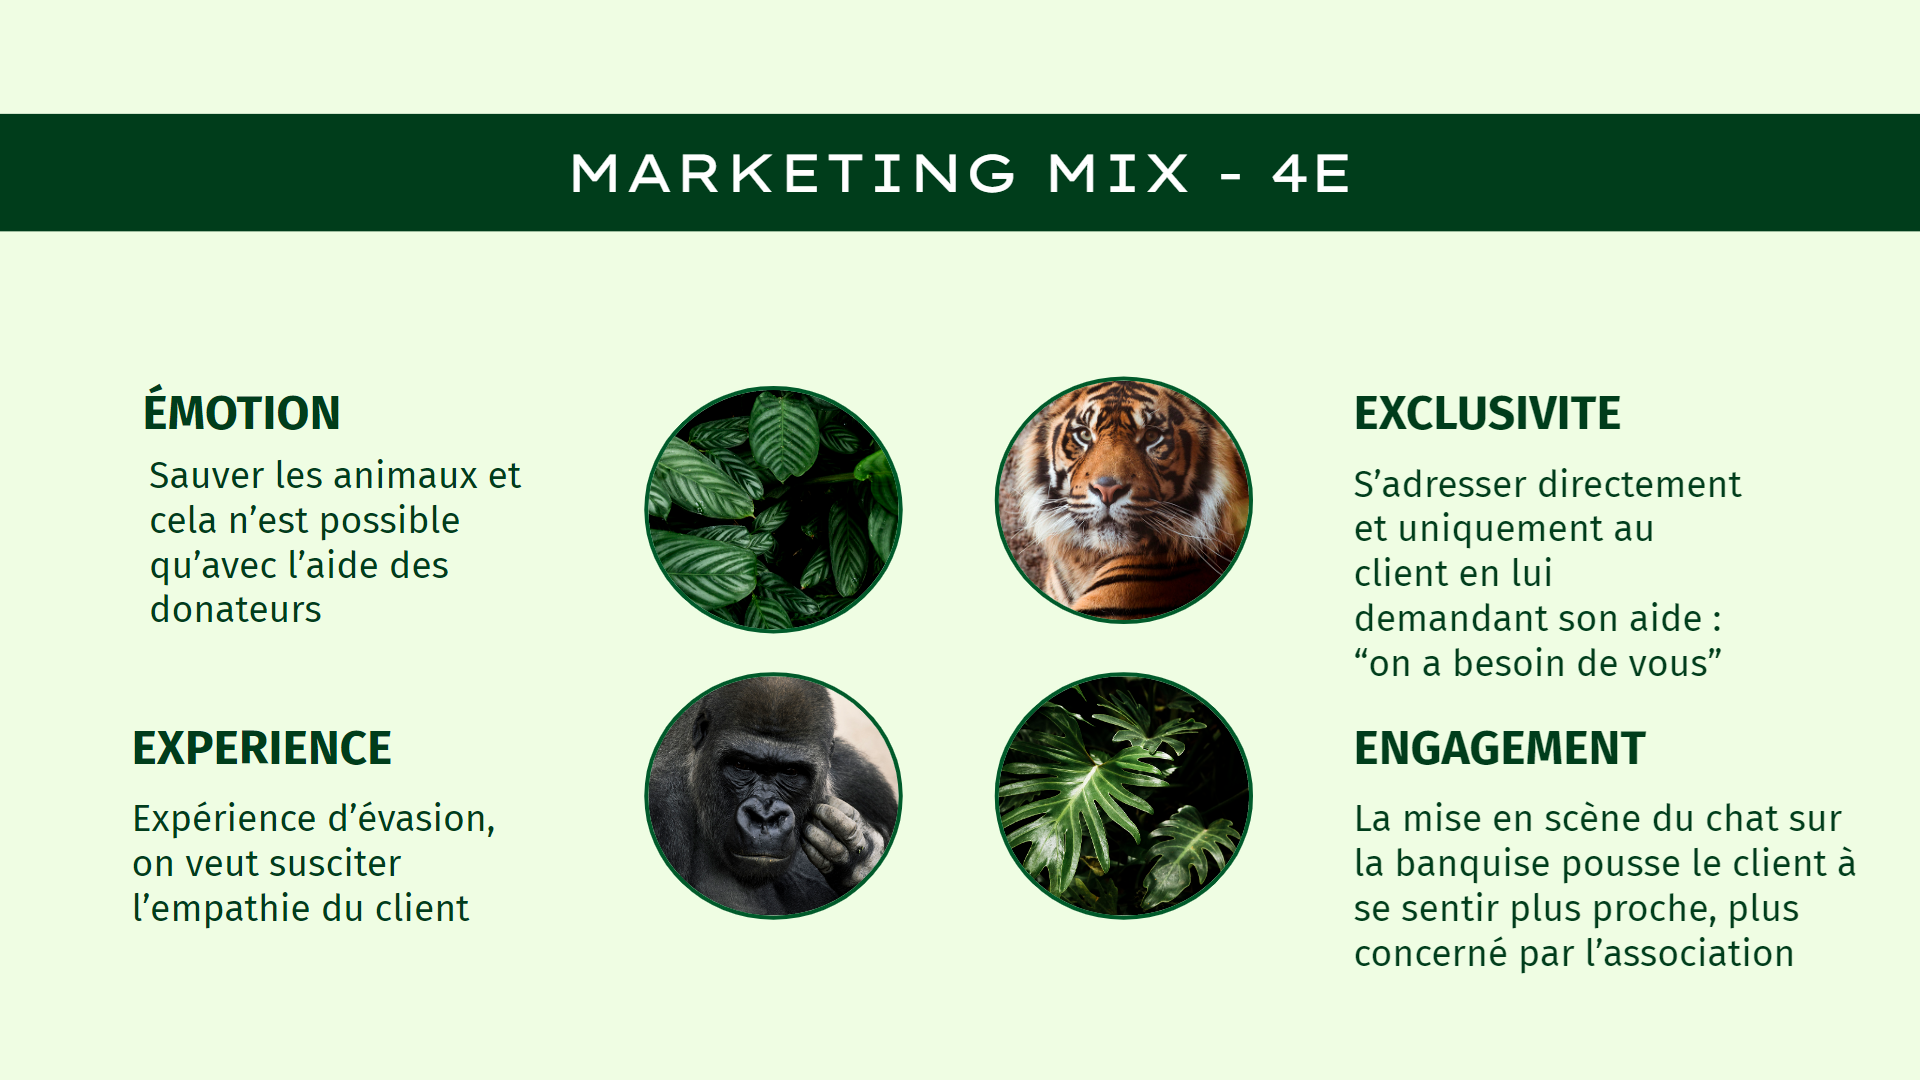 MARKETING MIX - 4E
ÉMOTION
Sauver les animaux et
cela n’est possible
qu’avec l’aide des
donateurs
EXCLUSIVITE
S’adresser directement
et uniquement au
client en lui
demandant son aide :
“on a besoin de vous”
EXPERIENCE
Expérience d’évasion,
on veut susciter
l’empathie du client
ENGAGEMENT
La mise en scène du chat sur
la banquise pousse le client à
se sentir plus proche, plus
concerné par l’association